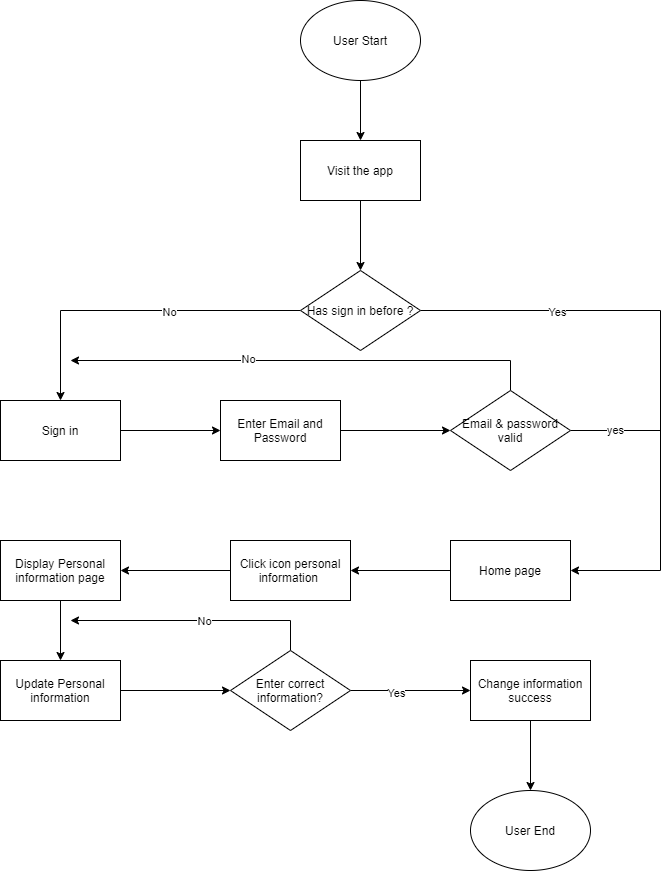 User Start
Visit the app
Has sign in before ?
No
Yes
No
Sign in
Enter Email and
Password
Email & password
valid
yes
Display Personal
information page
Click icon personal
information
Home page
No
Update Personal
information
Enter correct
information?
Yes
Change information
success
User End